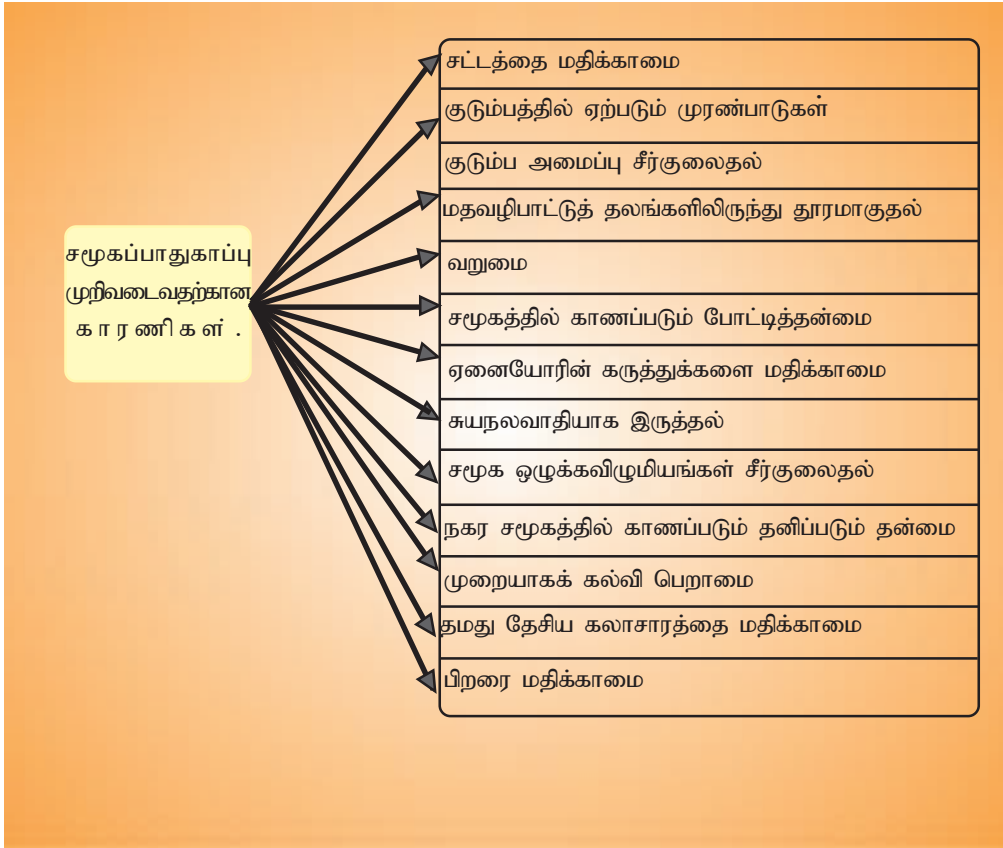 சமூகப்பாதுகாப்பு
முறிவடைவதற்கான
காரணிகள் .
சட்டத்தை மதிக்காமை
குடும்பத்தில் ஏற்படும் முரண்பாடுகள்
குடும்ப அமைப்பு சீர்குலைதல்
மதவழிபாட்டுத் தலங்களிலிருந்து தூரமாகுதல்
வறுமை
சமூகத்தில் காணப்படும் போட்டித்தன்மை
ஏனையோரின் கருத்துக்களை மதிக்காமை
சுயநலவாதியாக இருத்தல்
சமூக ஒழுக்கவிழுமியங்கள் சீர்குலைதல்
நகர சமூகத்தில் காணப்படும் தனிப்படும் தன்மை
முறையாகக் கல்வி பெறாமை
தமது தேசிய கலாசாரத்தை மதிக்காமை
பிறரை மதிக்காமை